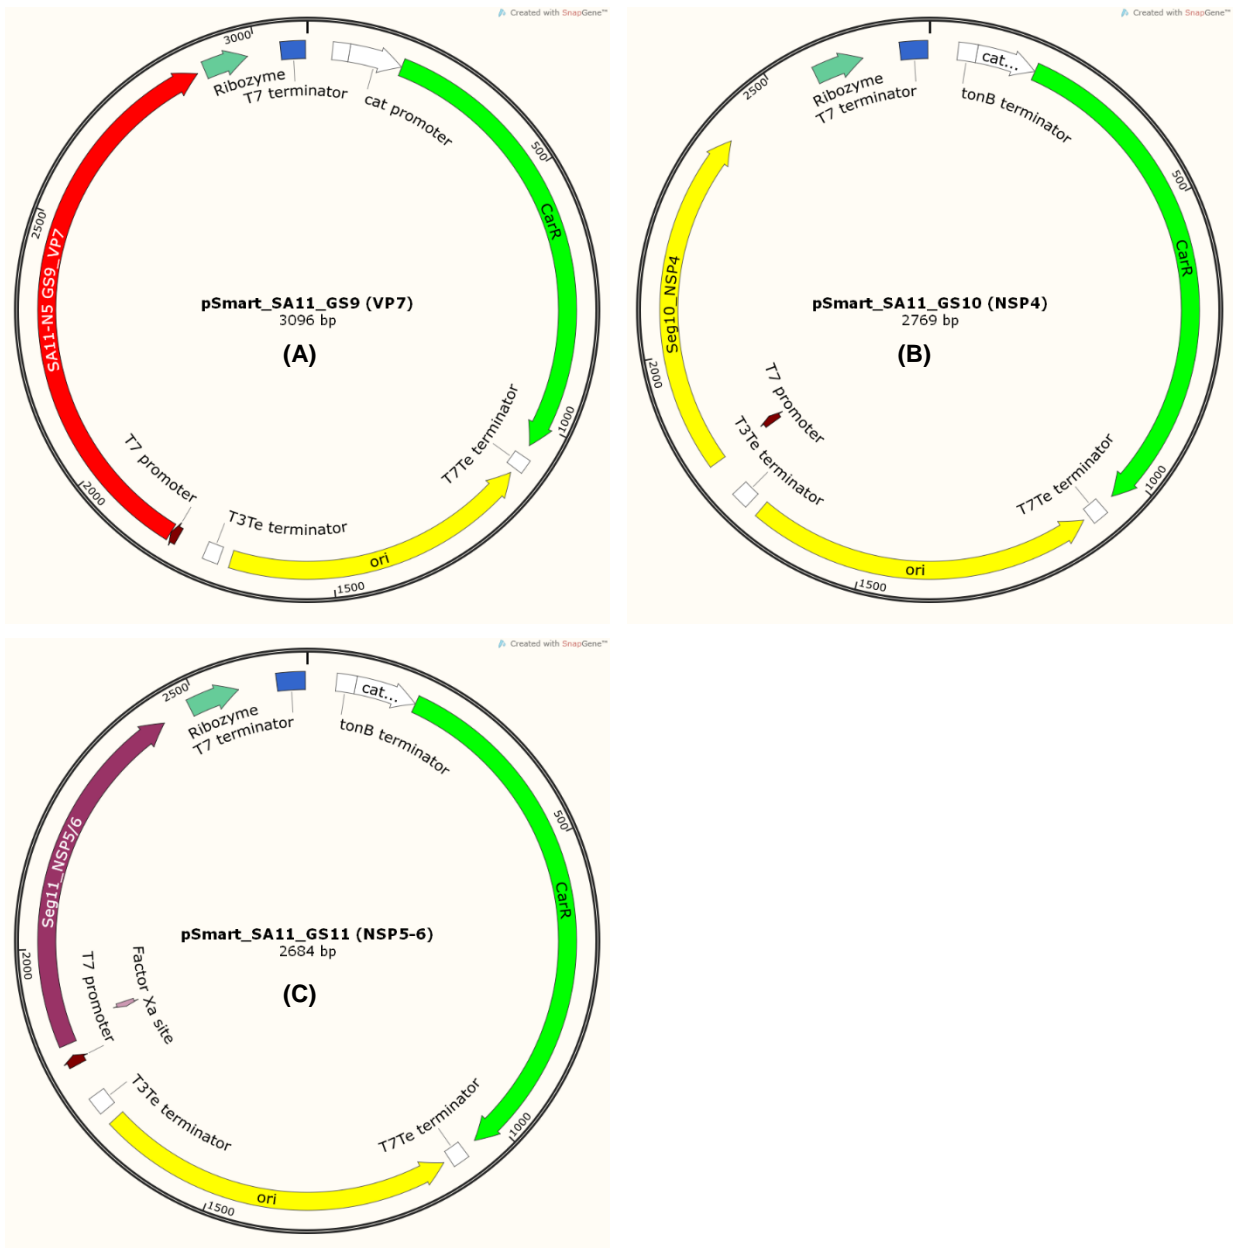 Created with SnapGene™
3000
Ribozyme
T7 terminator
cat promoter
500
CarR
2500
SA11-N5 GS9_VP7
pSmart_SA11_GS9 (VP7)
3096 bp
(A)
T7Te terminator
1000
T7 promoter
2000
T3Te terminator
ori
1500
Created with SnapGene™
2500
Ribozyme
T7 terminator
cat...
tonB terminator
500
CarR
Seg10_NSP4
pSmart_SA11_GS10 (NSP4)
2769 bp
(B)
2000
T7 promoter
T3Te terminator
T7Te terminator
1000
ori
1500
Created with SnapGene™
2500
Ribozyme
T7 terminator
cat...
tonB terminator
500
CarR
Seg11_NSP5/6
pSmart_SA11_GS11 (NSP5-6)
2684 bp
(C)
2000
T7 promoter
Factor Xa site
T3Te terminator
T7Te terminator
1000
ori
1500